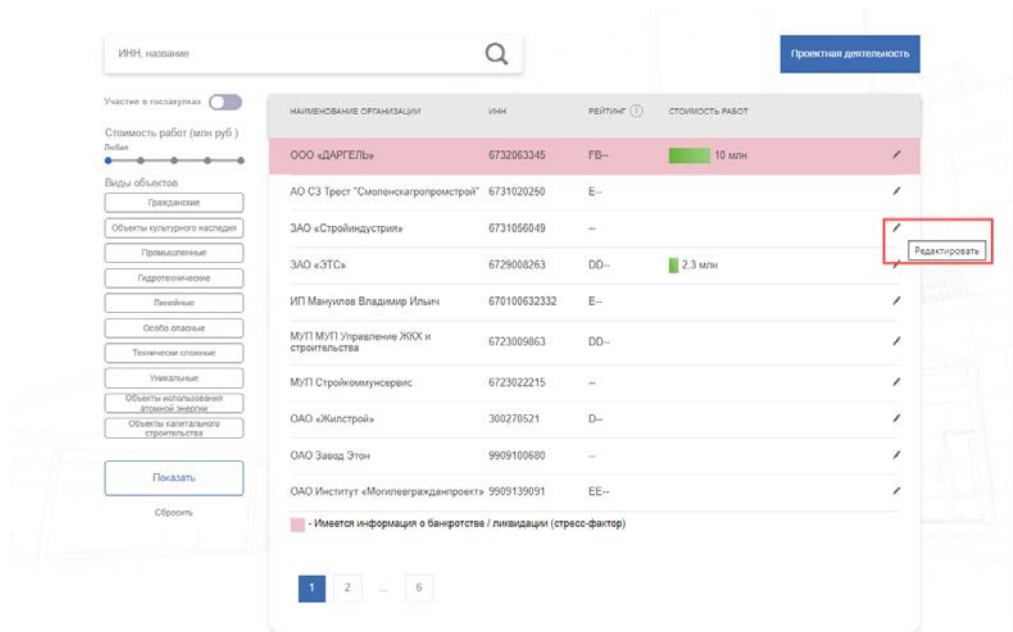 ИНН, название
Проектная деятельность
Участие в госзакупках
Стоимость работ (млн руб.)
Любая
Виды объектов
Гражданские
Объекты культурного наследия
Промышленные
Гидротехнические
Линейные
Особо опасные
Технически сложные
Уникальные
Объекты использования
атомной энергии
Объекты капитального
строительства
Показать
Сбросить
НАИМЕНОВАНИЕ ОРГАНИЗАЦИИ ИНН РЕЙТИНГ СТОИМОСТЬ РАБОТ
ООО «ДАРГЕЛЬ» 6732063345 FB-- 10 млн
АО СЗ Трест "Смоленскагропромстрой" 6731020250 E--
ЗАО «Стройиндустрия» 6731056049 --
Редактировать
ЗАО «ЭТС» 6729008263 DD-- 2,3 млн
ИП Мануилов Владимир Ильич 670100632332 E--
МУП МУП Управление ЖКХ и
строительства 6723009863 DD--
МУП Стройкоммунсервис 6723022215 --
ОАО «Жилстрой» 300270521 D--
ОАО Завод Этон 9909100680 --
ОАО Институт «Могилевгражданпроект» 9909139091 EE--
- Имеется информация о банкротстве / ликвидации (стресс-фактор)
1 2 ... 6